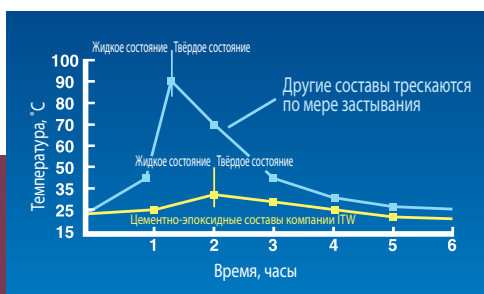 Жидкое состояние Твёрдое состояние
100
90
80
70
60
50
35
25
15
Температура, °C
Другие составы трескаются
по мере застывания
Жидкое состояние Твёрдое состояние
Цементно-эпоксидные составы компании ITW
1 2 3 4 5 6
Время, часы